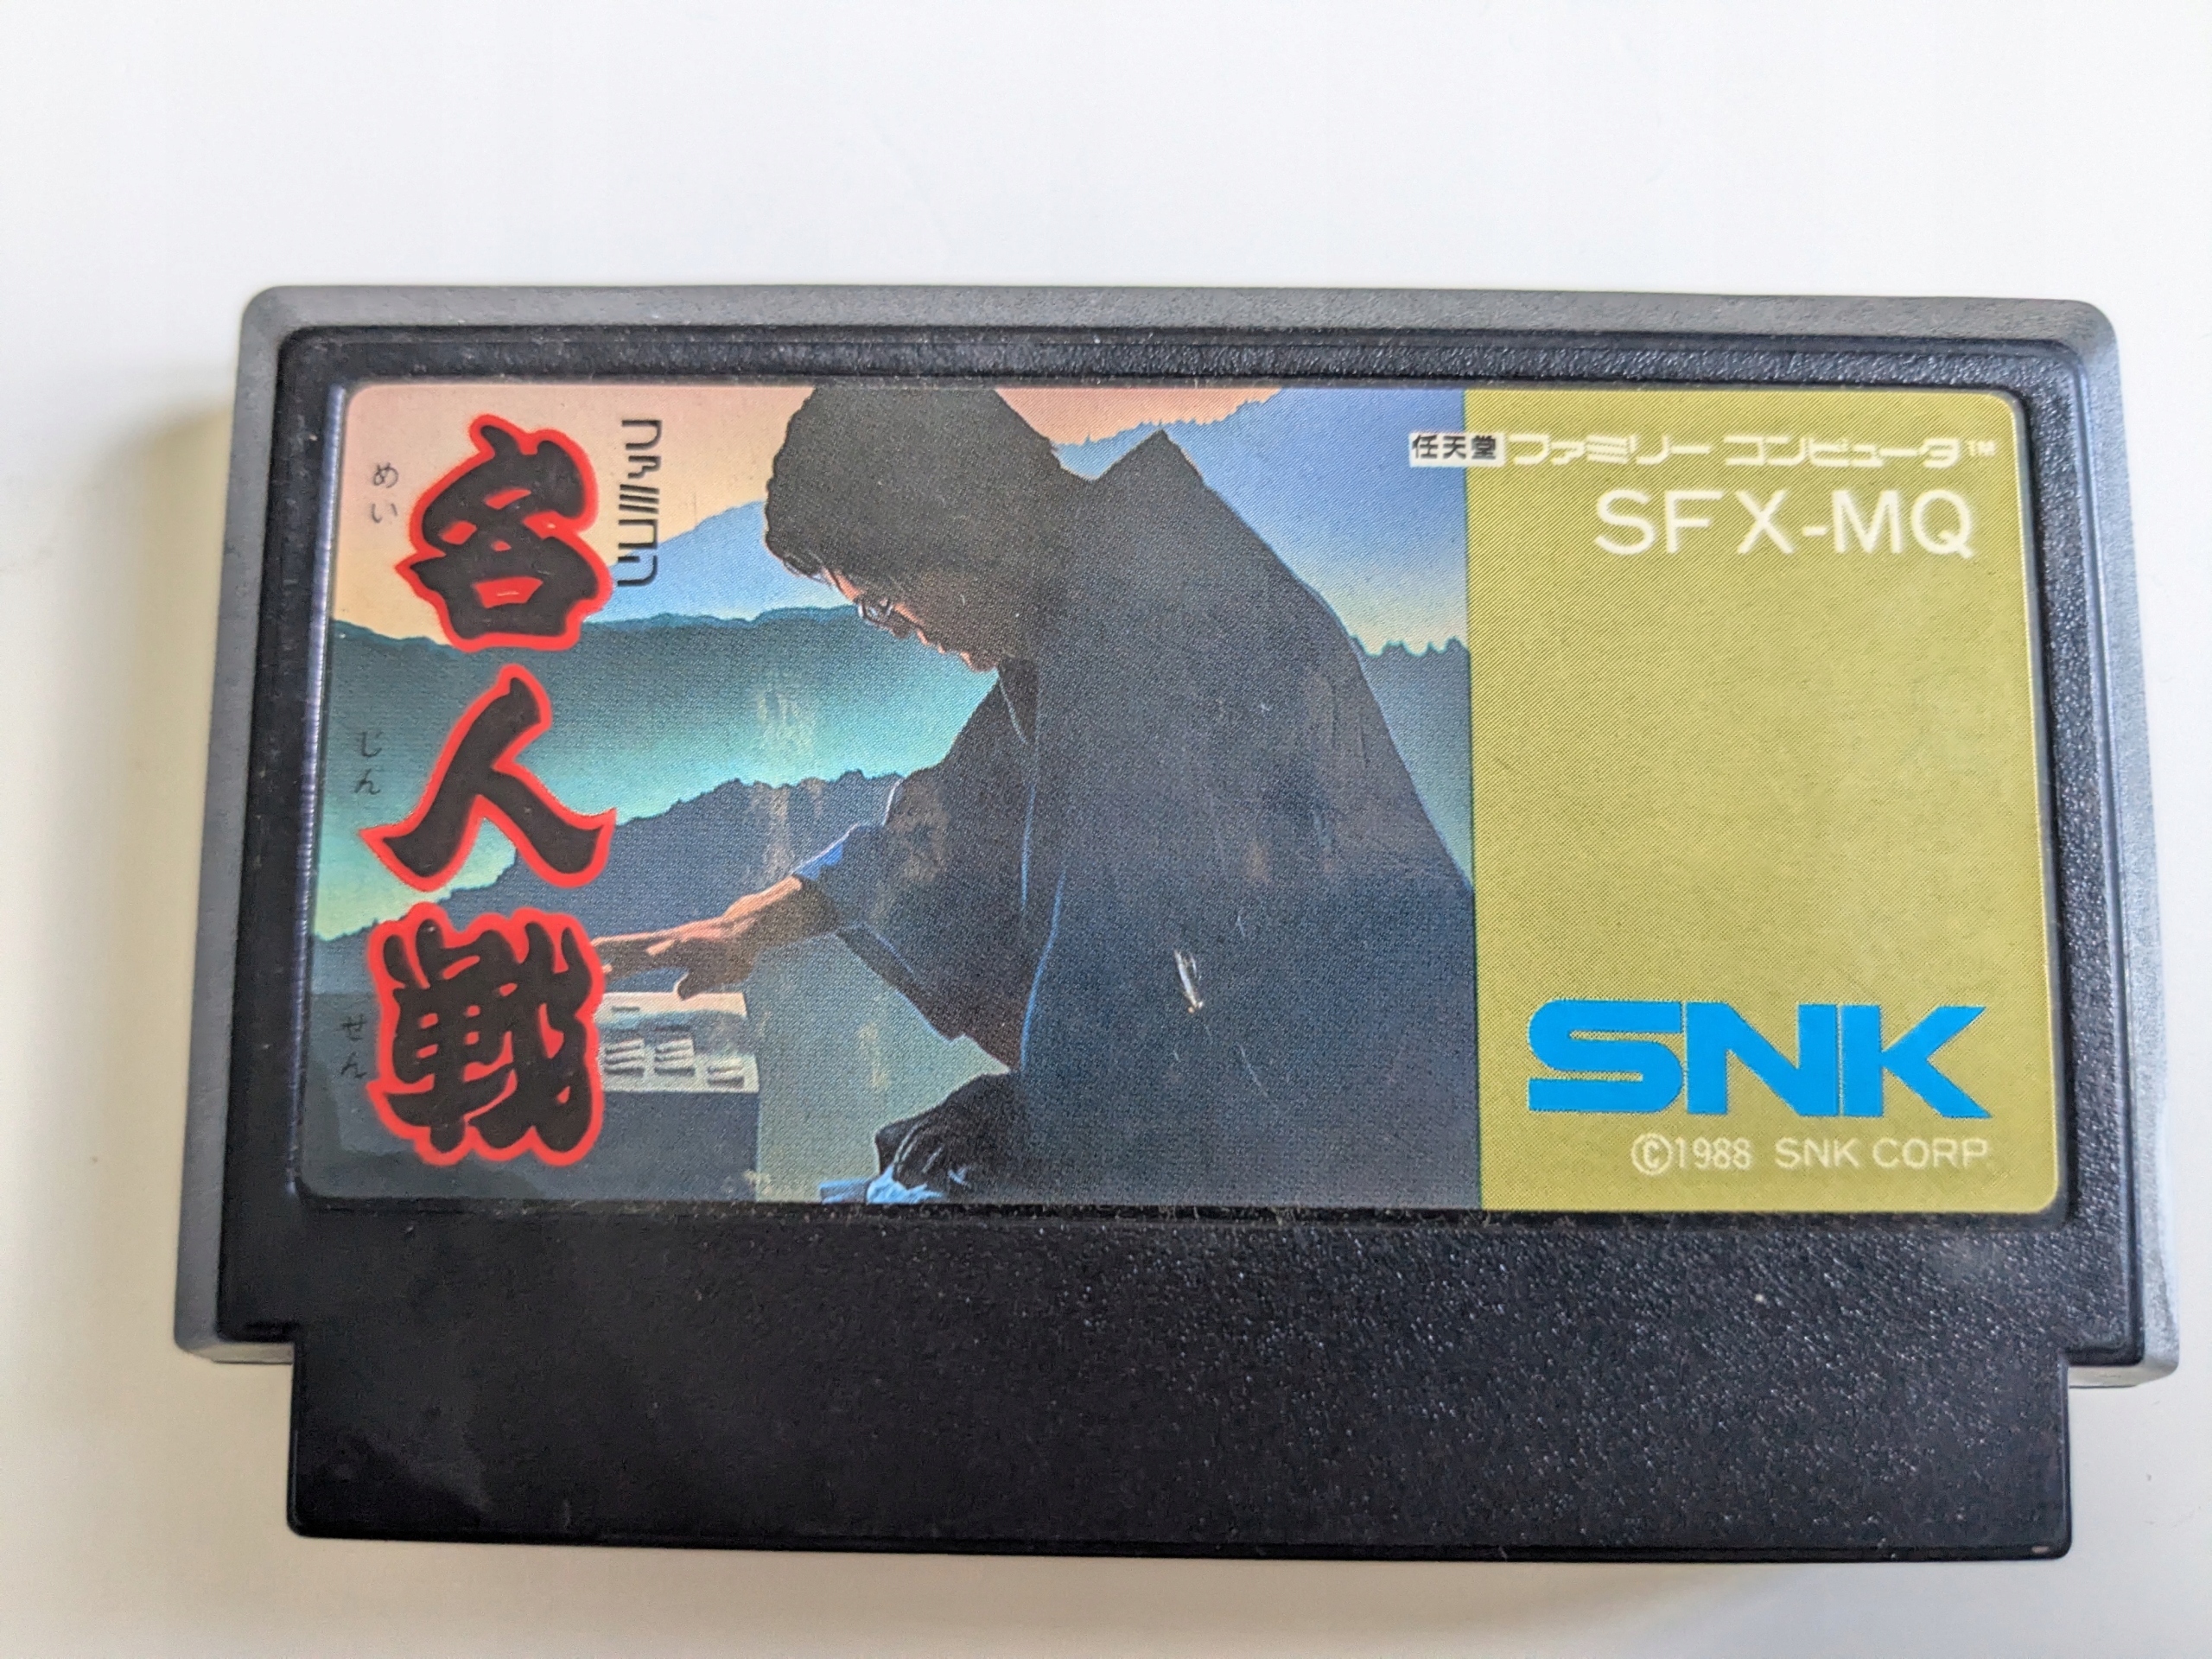 ファミコン
名人戦
めい
じん
せん
任天堂 ファミリー コンピュータ™
SFX-MQ
SNK
©1988 SNK CORP.